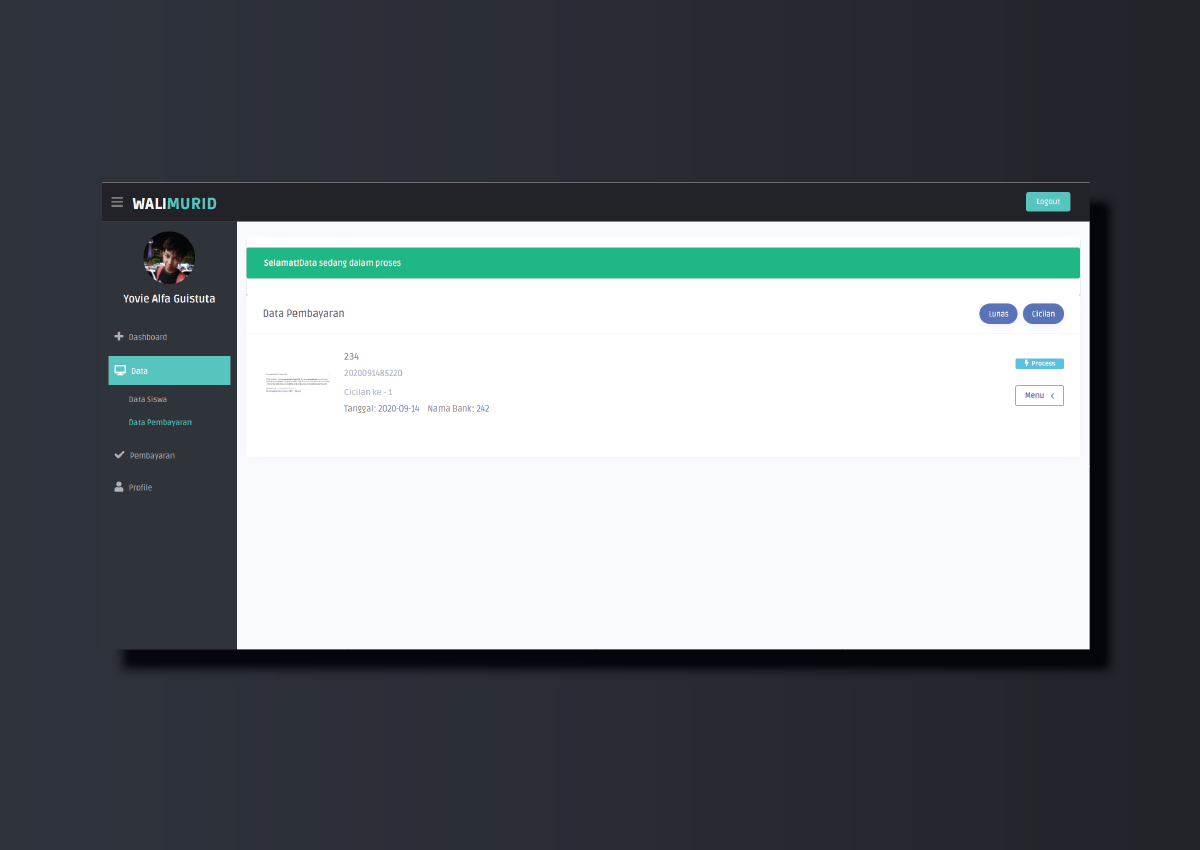 WALIMURID
Logout
Yovie Alfa Guistuta
Dashboard
Data
Data Siswa
Data Pembayaran
Pembayaran
Profile
Selamat!Data sedang dalam proses
Data Pembayaran
Lunas
Cicilan
234
2020091485220
Cicilan ke - 1
Tanggal: 2020-09-14 Nama Bank: 242
Process
Menu